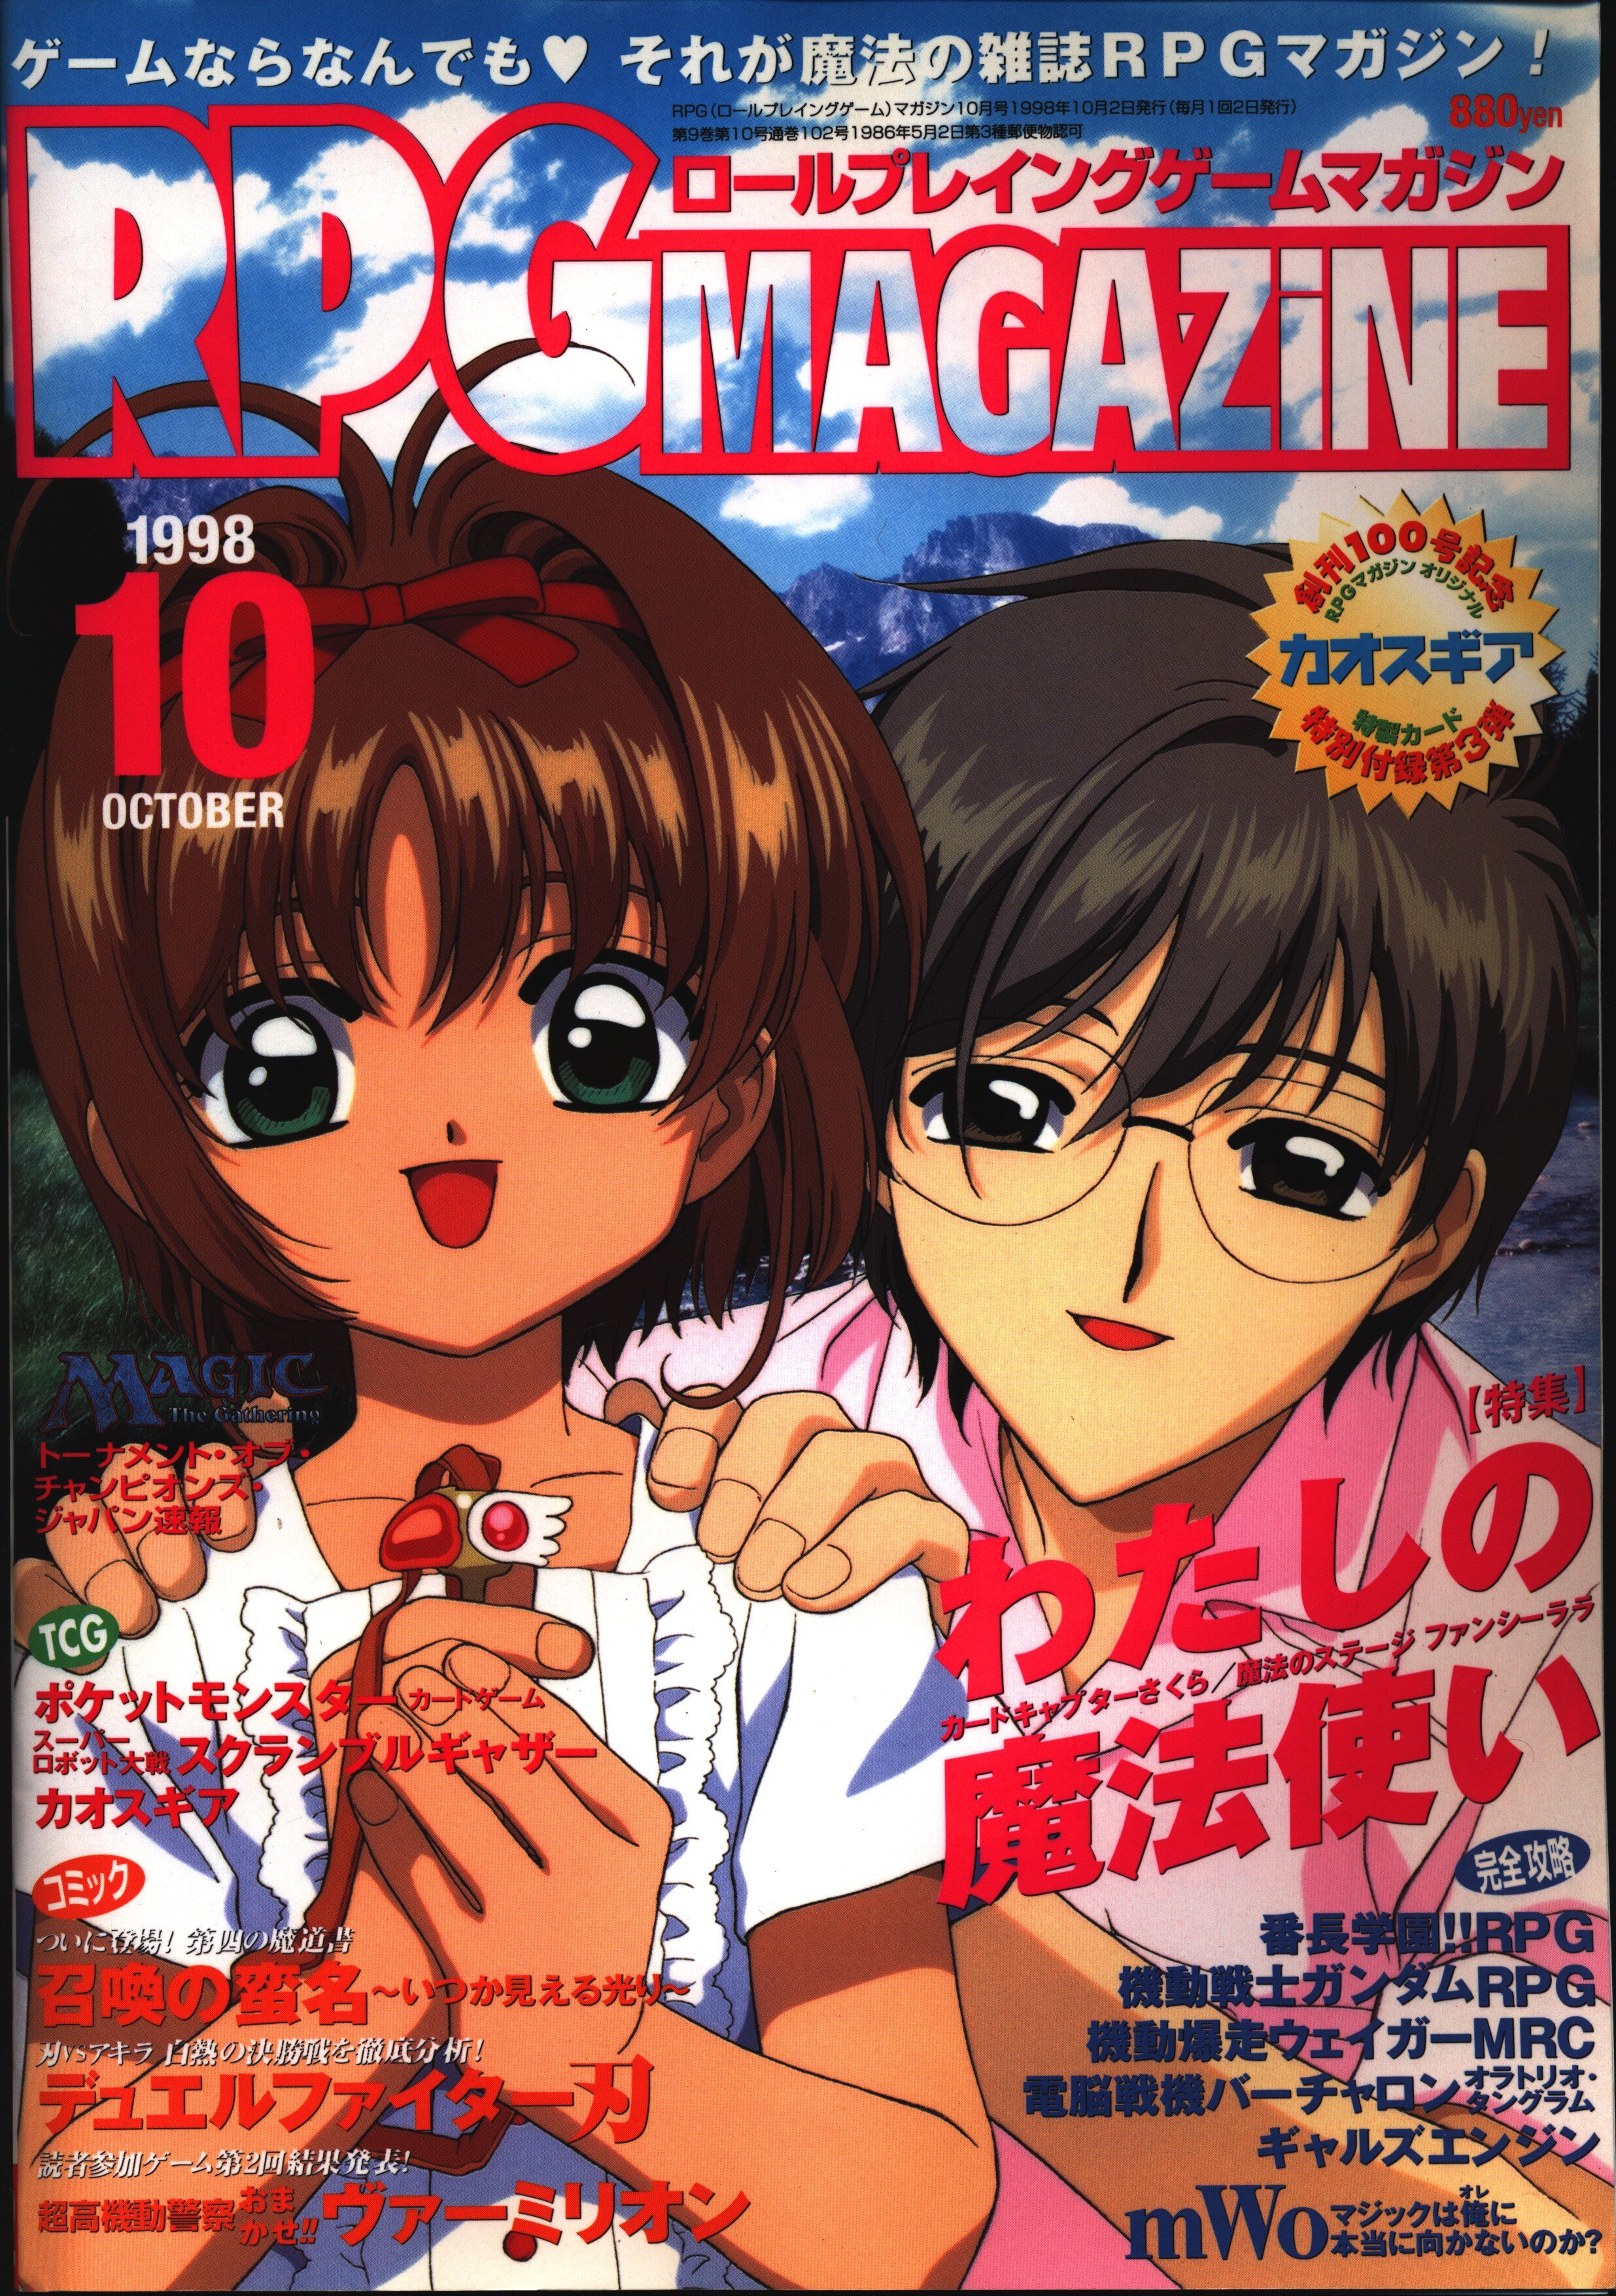 ゲームならなんでも♥ それが魔法の雑誌RPGマガジン!
RPG(ロールプレイングゲーム)マガジン10月号1998年10月2日発行(毎月1回2日発行)
第9巻第10号通巻102号1986年5月2日第3種郵便物認可
880yen
ロールプレイングゲームマガジン
RPG MAGAZiNE
1998
10
OCTOBER
創刊100号記念
RPGマガジン オリジナル
カオスギア
特製カード
特別付録第3弾
MAGIC
The Gathering
トーナメント・オブ・
チャンピオンズ・
ジャパン速報
TCG
ポケットモンスター カードゲーム
スーパー
ロボット大戦 スクランブルギャザー
カオスギア
コミック
ついに登場! 第四の魔道書
召喚の蛮名〜いつか見える光り〜
刃vsアキラ 白熱の決勝戦を徹底分析!
デュエルファイター刃
読者参加ゲーム第2回結果発表!
超高機動警察おまかせ!!ヴァーミリオン
【特集】
わたしの
カードキャプターさくら/魔法のステージ ファンシーララ
魔法使い
完全攻略
番長学園!!RPG
機動戦士ガンダムRPG
機動爆走ウェイガーMRC
電脳戦機バーチャロン オラトリオ・
タングラム
ギャルズエンジン
mWo マジックは俺に
オレ
本当に向かないのか?